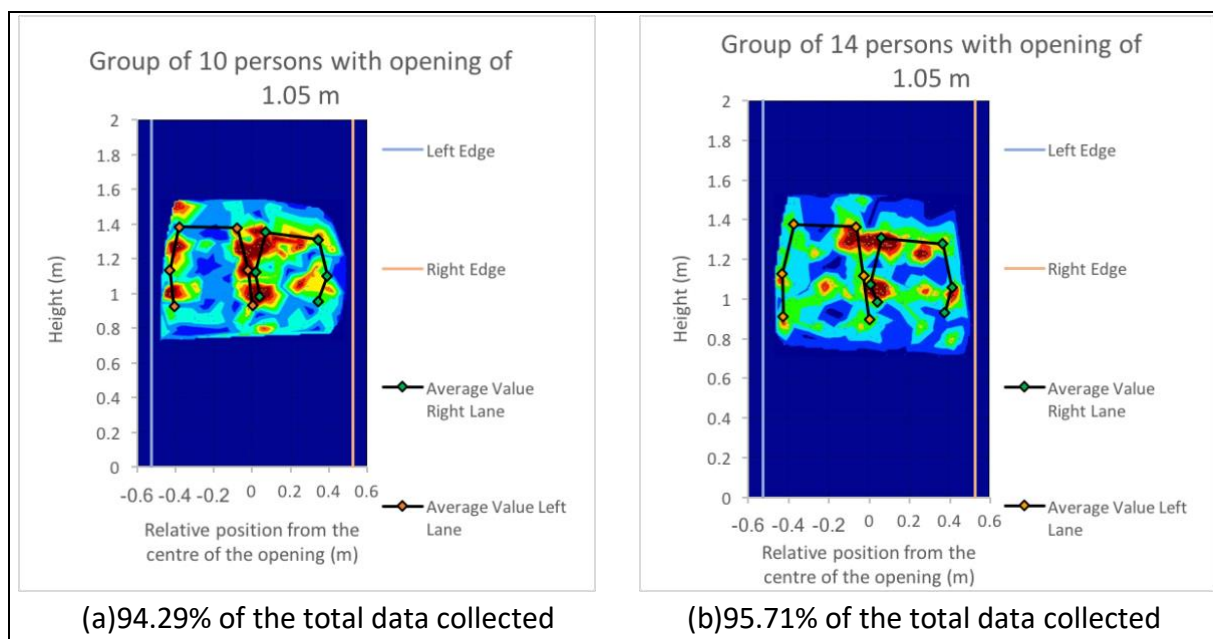 Group of 10 persons with opening of
1.05 m
2
1.8
1.6
1.4
1.2
1
0.8
0.6
0.4
0.2
0
Height (m)
-0.6 -0.4 -0.2 0 0.2 0.4 0.6
Relative position from the
centre of the opening (m)
Left Edge
Right Edge
Average Value
Right Lane
Average Value Left
Lane
(a)94.29% of the total data collected
Group of 14 persons with opening of
1.05 m
2
1.8
1.6
1.4
1.2
1
0.8
0.6
0.4
0.2
0
Height (m)
-0.6 -0.4 -0.2 0 0.2 0.4 0.6
Relative position from the
centre of the opening (m)
Left Edge
Right Edge
Average Value
Right Lane
Average Value Left
Lane
(b)95.71% of the total data collected